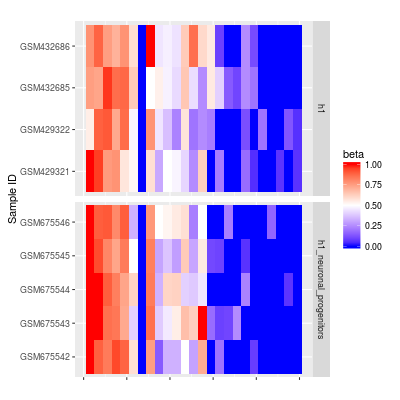 Sample ID
GSM432686
GSM432685
GSM429322
GSM429321
h1
GSM675546
GSM675545
GSM675544
GSM675543
GSM675542
h1_neuronal_progenitors
beta
1.00
0.75
0.50
0.25
0.00